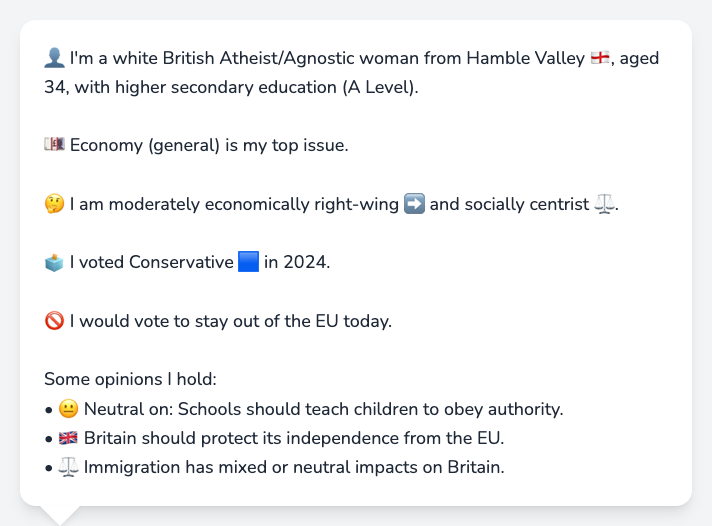 👤 I'm a white British Atheist/Agnostic woman from Hamble Valley 🏴󠁧󠁢󠁥󠁮󠁧󠁿, aged
34, with higher secondary education (A Level).
💷 Economy (general) is my top issue.
🤔 I am moderately economically right-wing ➡️ and socially centrist ⚖️.
🗳️ I voted Conservative 🟦 in 2024.
🚫 I would vote to stay out of the EU today.
Some opinions I hold:
• 😐 Neutral on: Schools should teach children to obey authority.
• 🇬🇧 Britain should protect its independence from the EU.
• ⚖️ Immigration has mixed or neutral impacts on Britain.